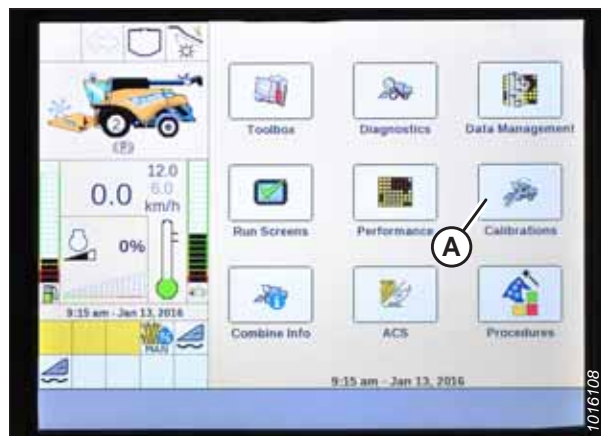 2
(P)
0.0
12.0
6.0
km/h
0%
9:15 am - Jan 13, 2016
MAN
Toolbox
Diagnostics
Data Management
Run Screens
Performance
Calibrations
A
Combine Info
ACS
Procedures
9:15 am - Jan 13, 2016
1016108